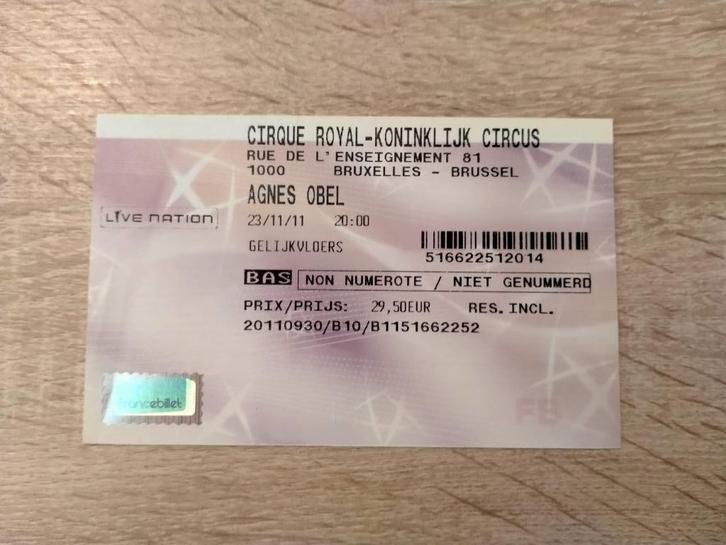 CIRQUE ROYAL-KONINKLIJK CIRCUS
RUE DE L'ENSEIGNEMENT 81
1000 BRUXELLES - BRUSSEL
AGNES OBEL
LIVE NATION
23/11/11 20:00
GELIJKVLOERS
516622512014
BAS NON NUMEROTE / NIET GENUMMERD
PRIX/PRIJS: 29,50EUR RES.INCL.
20110930/B10/B1151662252
francebillet